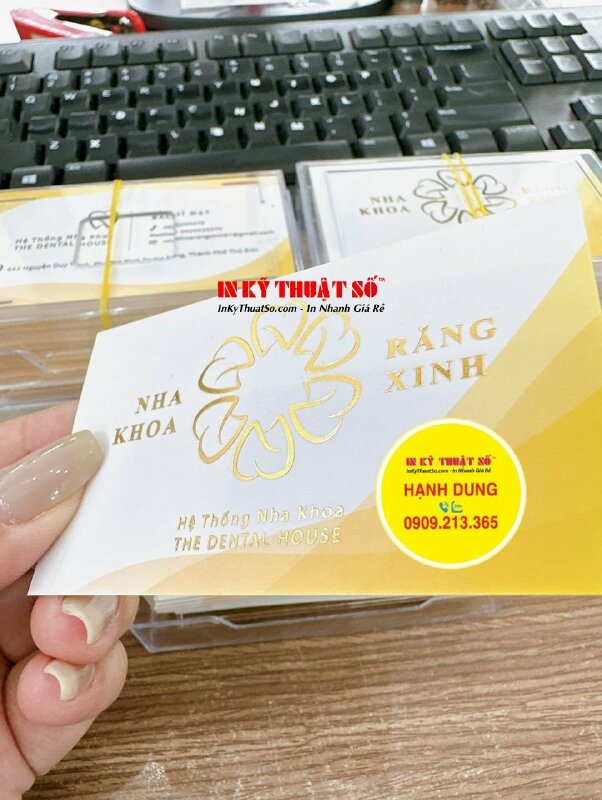 NHA
KHOA
Hệ Thống Nha Khoa
THE DENTAL HOUSE
IN KỸ THUẬT SỐ™
InKyThuatSo.com - In Nhanh Giá Rẻ
NHA
KHOA
RĂNG
XINH
Hệ Thống Nha Khoa
THE DENTAL HOUSE
IN KỸ THUẬT SỐ™
InKyThuatSo.com - In Nhanh Giá Rẻ
HẠNH DUNG
0909.213.365